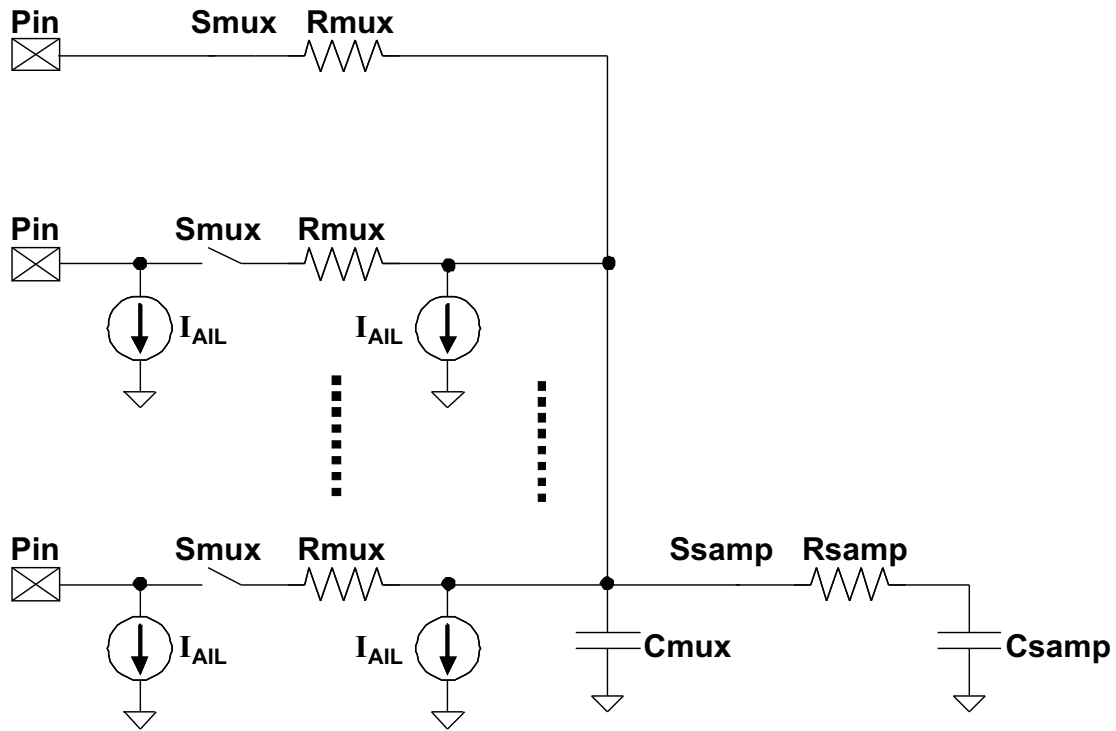 Pin Smux Rmux
Pin Smux Rmux
IAIL IAIL
Pin Smux Rmux Ssamp Rsamp
IAIL IAIL Cmux Csamp